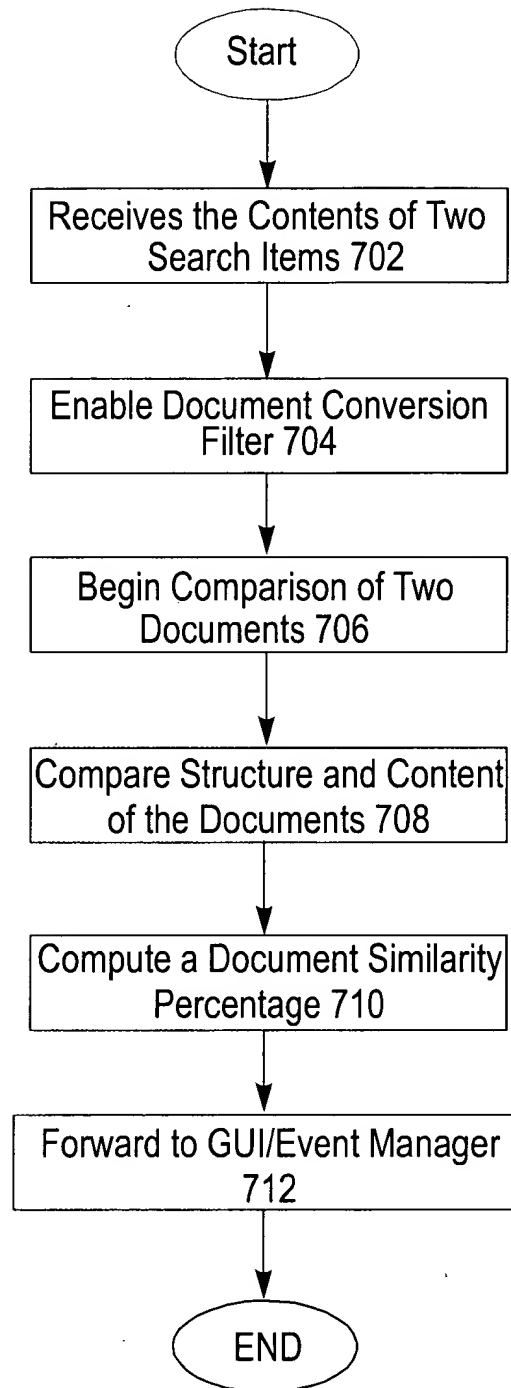 Start
Receives the Contents of Two
Search Items 702
Enable Document Conversion
Filter 704
Begin Comparison of Two
Documents 706
Compare Structure and Content
of the Documents 708
Compute a Document Similarity
Percentage 710
Forward to GUI/Event Manager
712
END